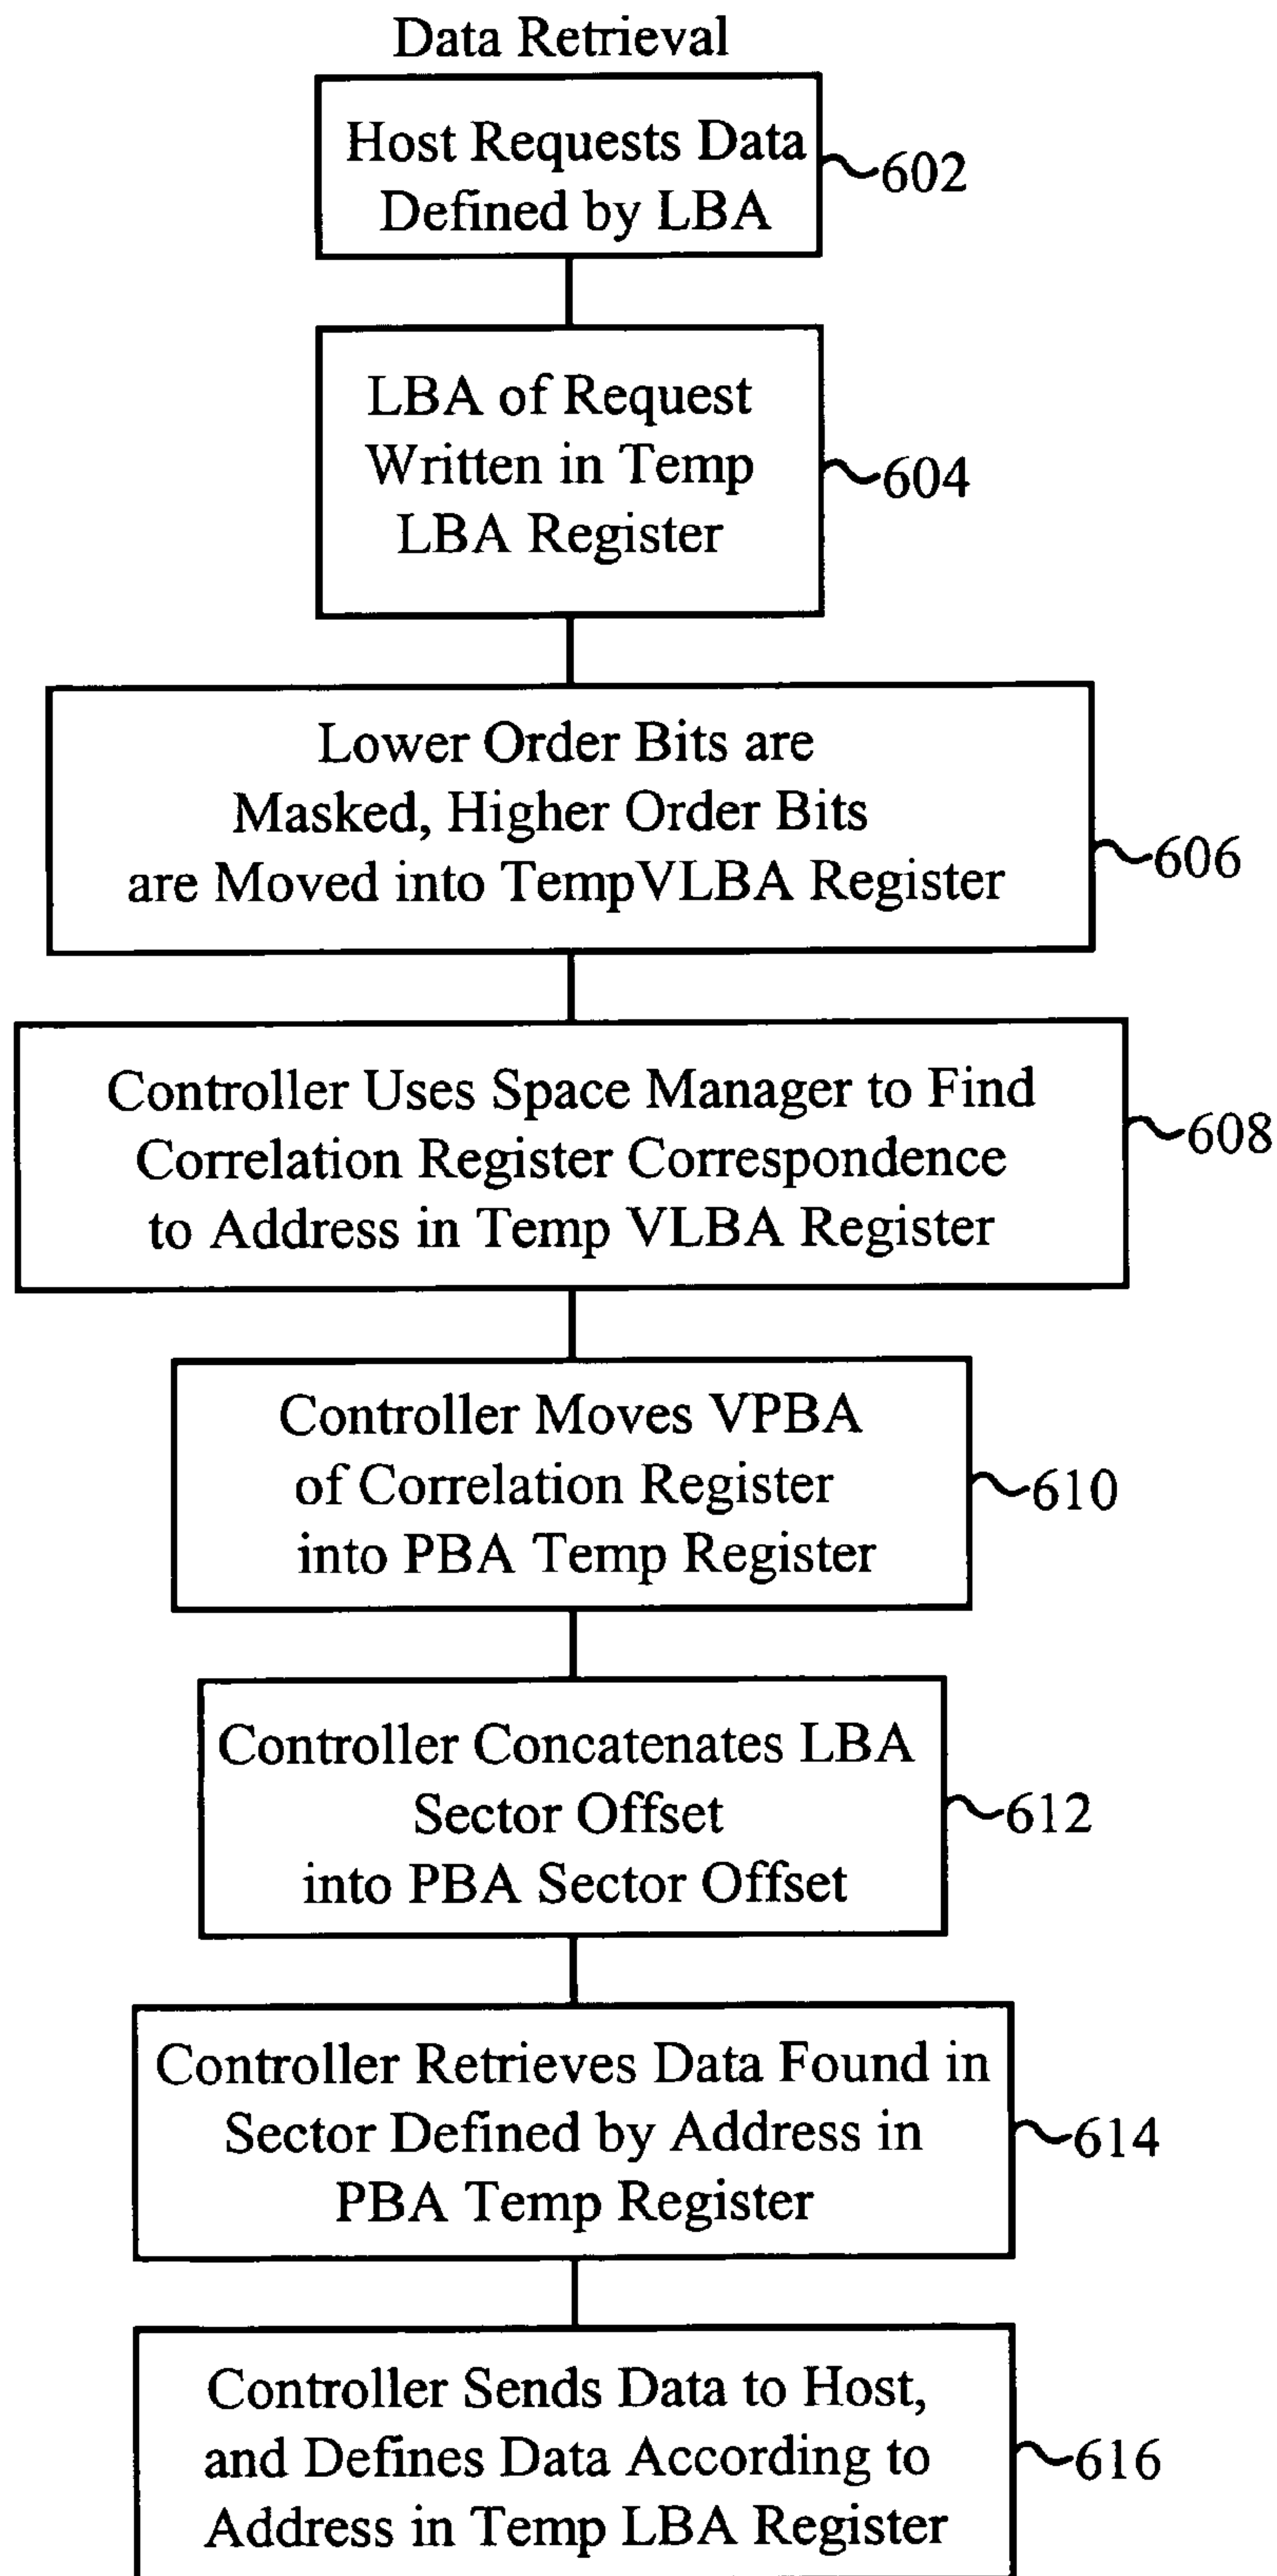 Data Retrieval
Host Requests Data
Defined by LBA
602
LBA of Request
Written in Temp
LBA Register
604
Lower Order Bits are
Masked, Higher Order Bits
are Moved into TempVLBA Register
606
Controller Uses Space Manager to Find
Correlation Register Correspondence
to Address in Temp VLBA Register
608
Controller Moves VPBA
of Correlation Register
into PBA Temp Register
610
Controller Concatenates LBA
Sector Offset
into PBA Sector Offset
612
Controller Retrieves Data Found in
Sector Defined by Address in
PBA Temp Register
614
Controller Sends Data to Host,
and Defines Data According to
Address in Temp LBA Register
616